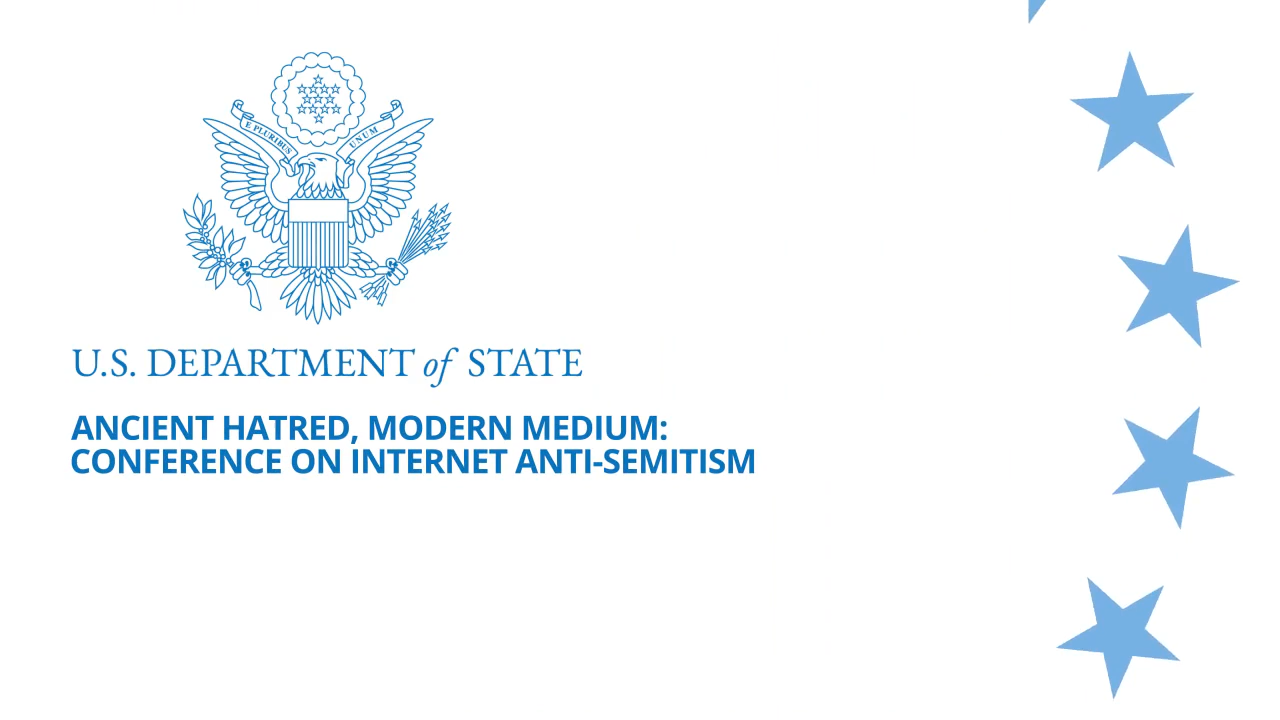 E PLURIBUS UNUM
U.S. DEPARTMENT of STATE
ANCIENT HATRED, MODERN MEDIUM:
CONFERENCE ON INTERNET ANTI-SEMITISM